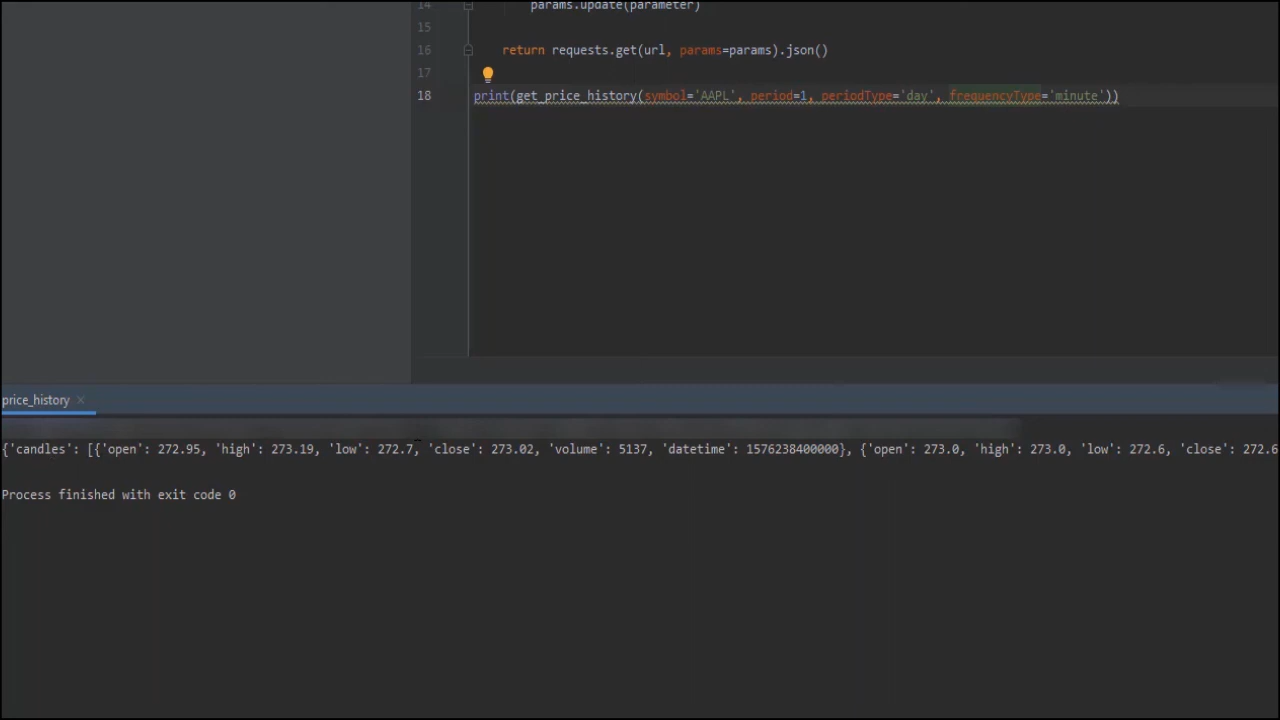 14 params.update(parameter)
15
16 return requests.get(url, params=params).json()
17
18 print(get_price_history(symbol='AAPL', period=1, periodType='day', frequencyType='minute'))
price_history ×
{'candles': [{'open': 272.95, 'high': 273.19, 'low': 272.7, 'close': 273.02, 'volume': 5137, 'datetime': 1576238400000}, {'open': 273.0, 'high': 273.0, 'low': 272.6, 'close': 272.6
Process finished with exit code 0